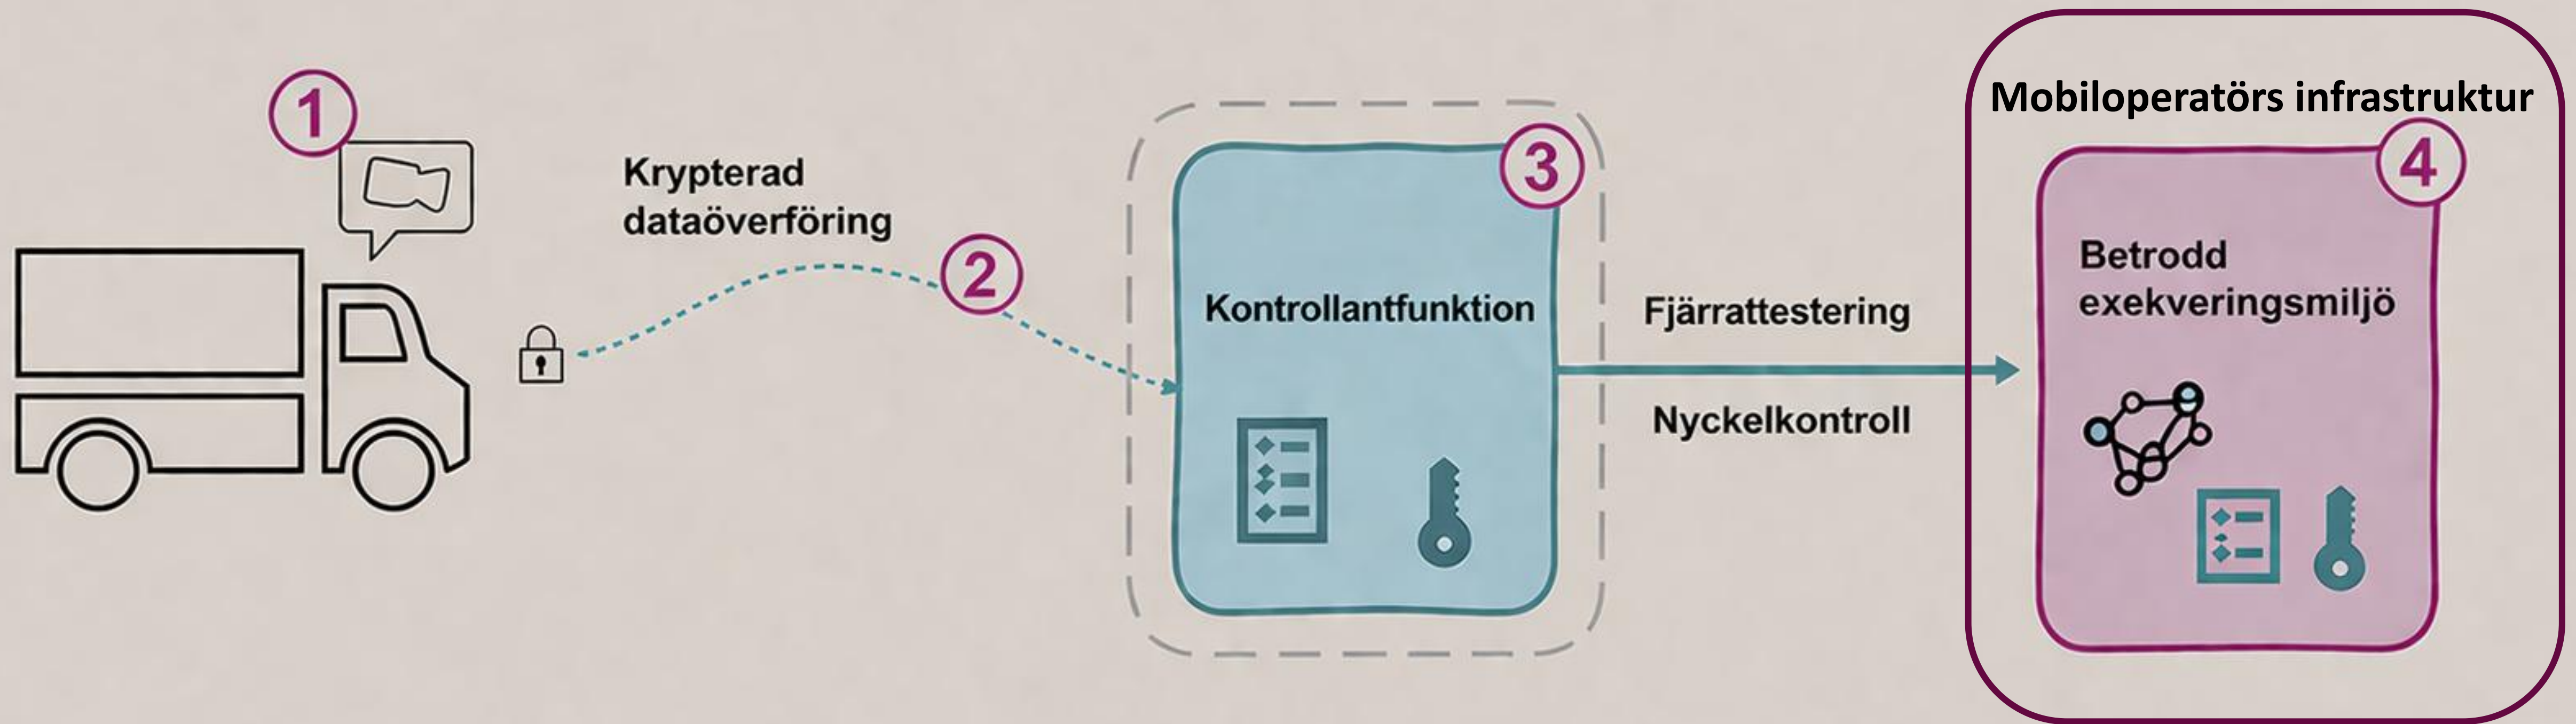 1
Krypterad
dataöverföring
2
3
Kontrollantfunktion
Fjärrattestering
Nyckelkontroll
Mobiloperatörs infrastruktur
4
Betrodd
exekveringsmiljö